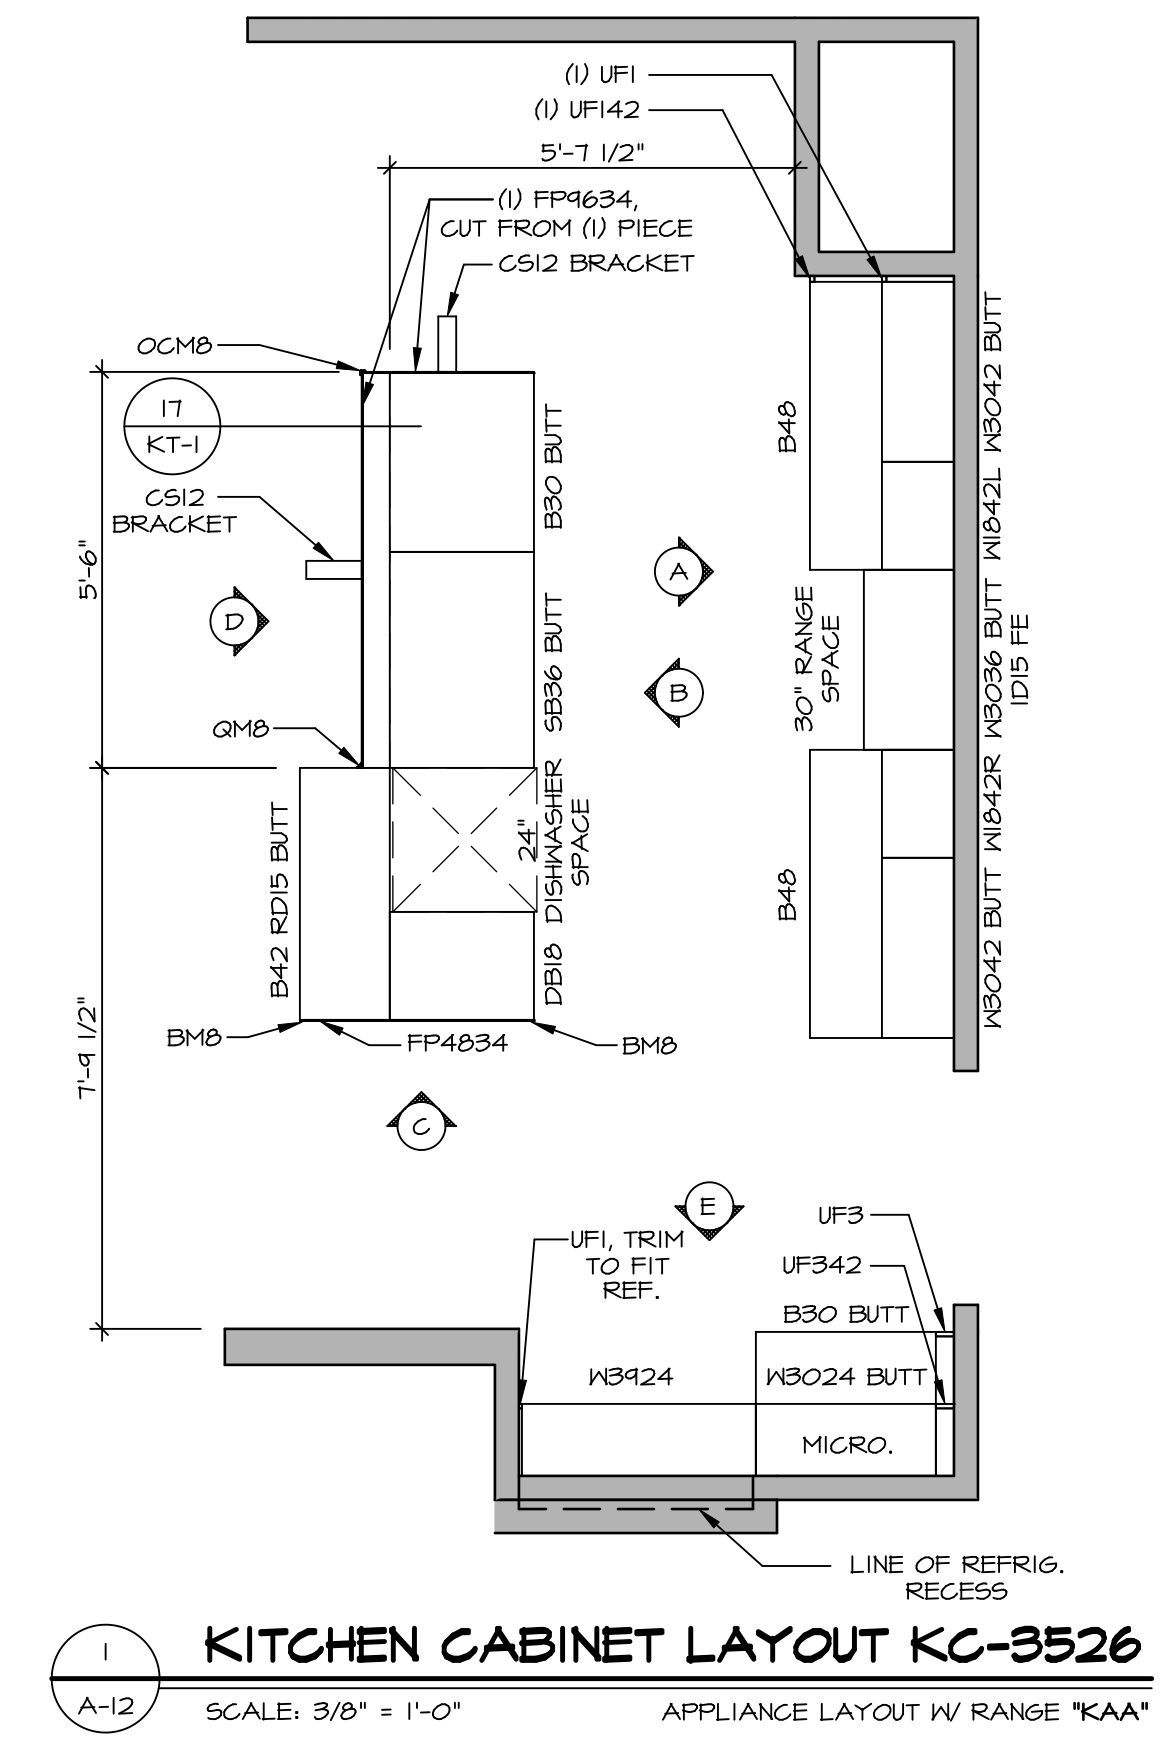 (1) UF1
(1) UF142
5'-7 1/2"
(1) FP9634,
CUT FROM (1) PIECE
CS12 BRACKET
OCM8
17
KT-1
CS12
BRACKET
5'-6"
D
QM8
B30 BUTT
SB36 BUTT
24"
DISHWASHER
SPACE
DB18
B42 RD15 BUTT
A
B
B48
30" RANGE
SPACE
B48
W3042 BUTT
W1842L
W3036 BUTT
1D15 FE
W1842R
W3042 BUTT
BM8
FP4834
BM8
7'-9 1/2"
C
E
UF3
UF1, TRIM
TO FIT
REF.
UF342
B30 BUTT
W3924
W3024 BUTT
MICRO.
LINE OF REFRIG.
RECESS
1
A-12
KITCHEN CABINET LAYOUT KC-3526
SCALE: 3/8" = 1'-0"
APPLIANCE LAYOUT W/ RANGE "KAA"